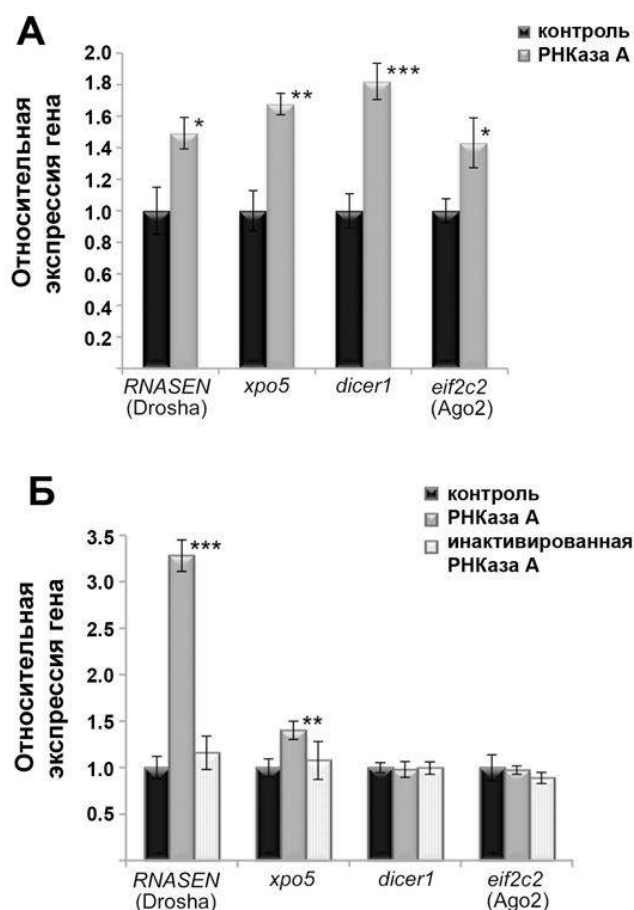 А
контроль
РНКаза А
Относительная
экспрессия гена
2.0
1.8
1.6
1.4
1.2
1.0
0.8
0.6
0.4
0.2
*
**
***
*
RNASEN
(Drosha)
xpo5
dicer1
eif2c2
(Ago2)
Б
контроль
РНКаза А
инактивированная
РНКаза А
Относительная
экспрессия гена
3.5
3.0
2.5
2.0
1.5
1.0
0.5
***
**
RNASEN
(Drosha)
xpo5
dicer1
eif2c2
(Ago2)